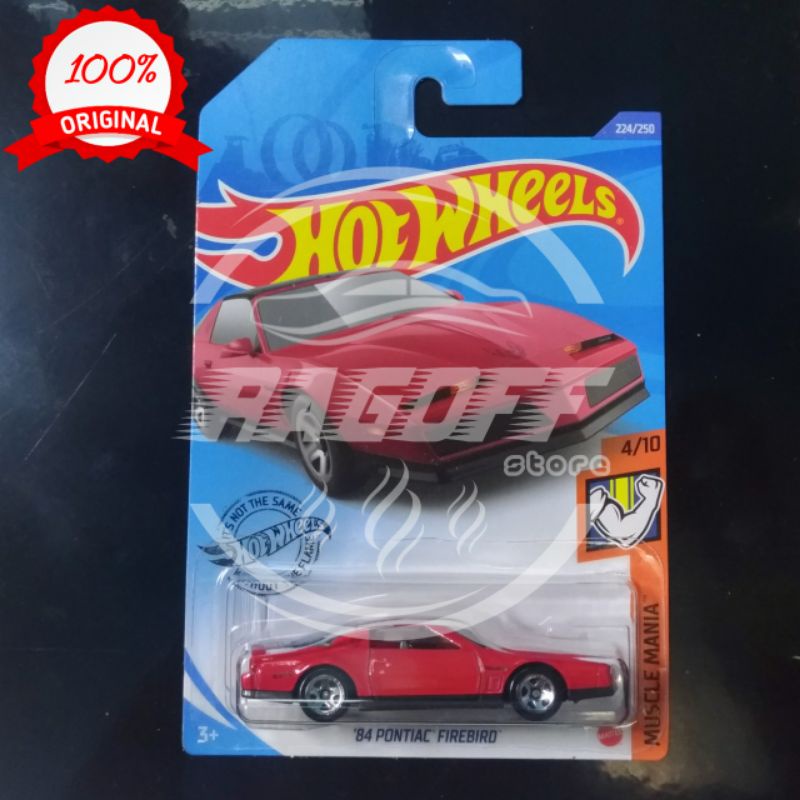 100%
ORIGINAL
224/250
HOT WHEELS
RAGOFF
store
4/10
IT'S NOT THE SAME
HOT WHEELS
'84 PONTIAC FIREBIRD
3+
MATTEL
MUSCLE MANIA